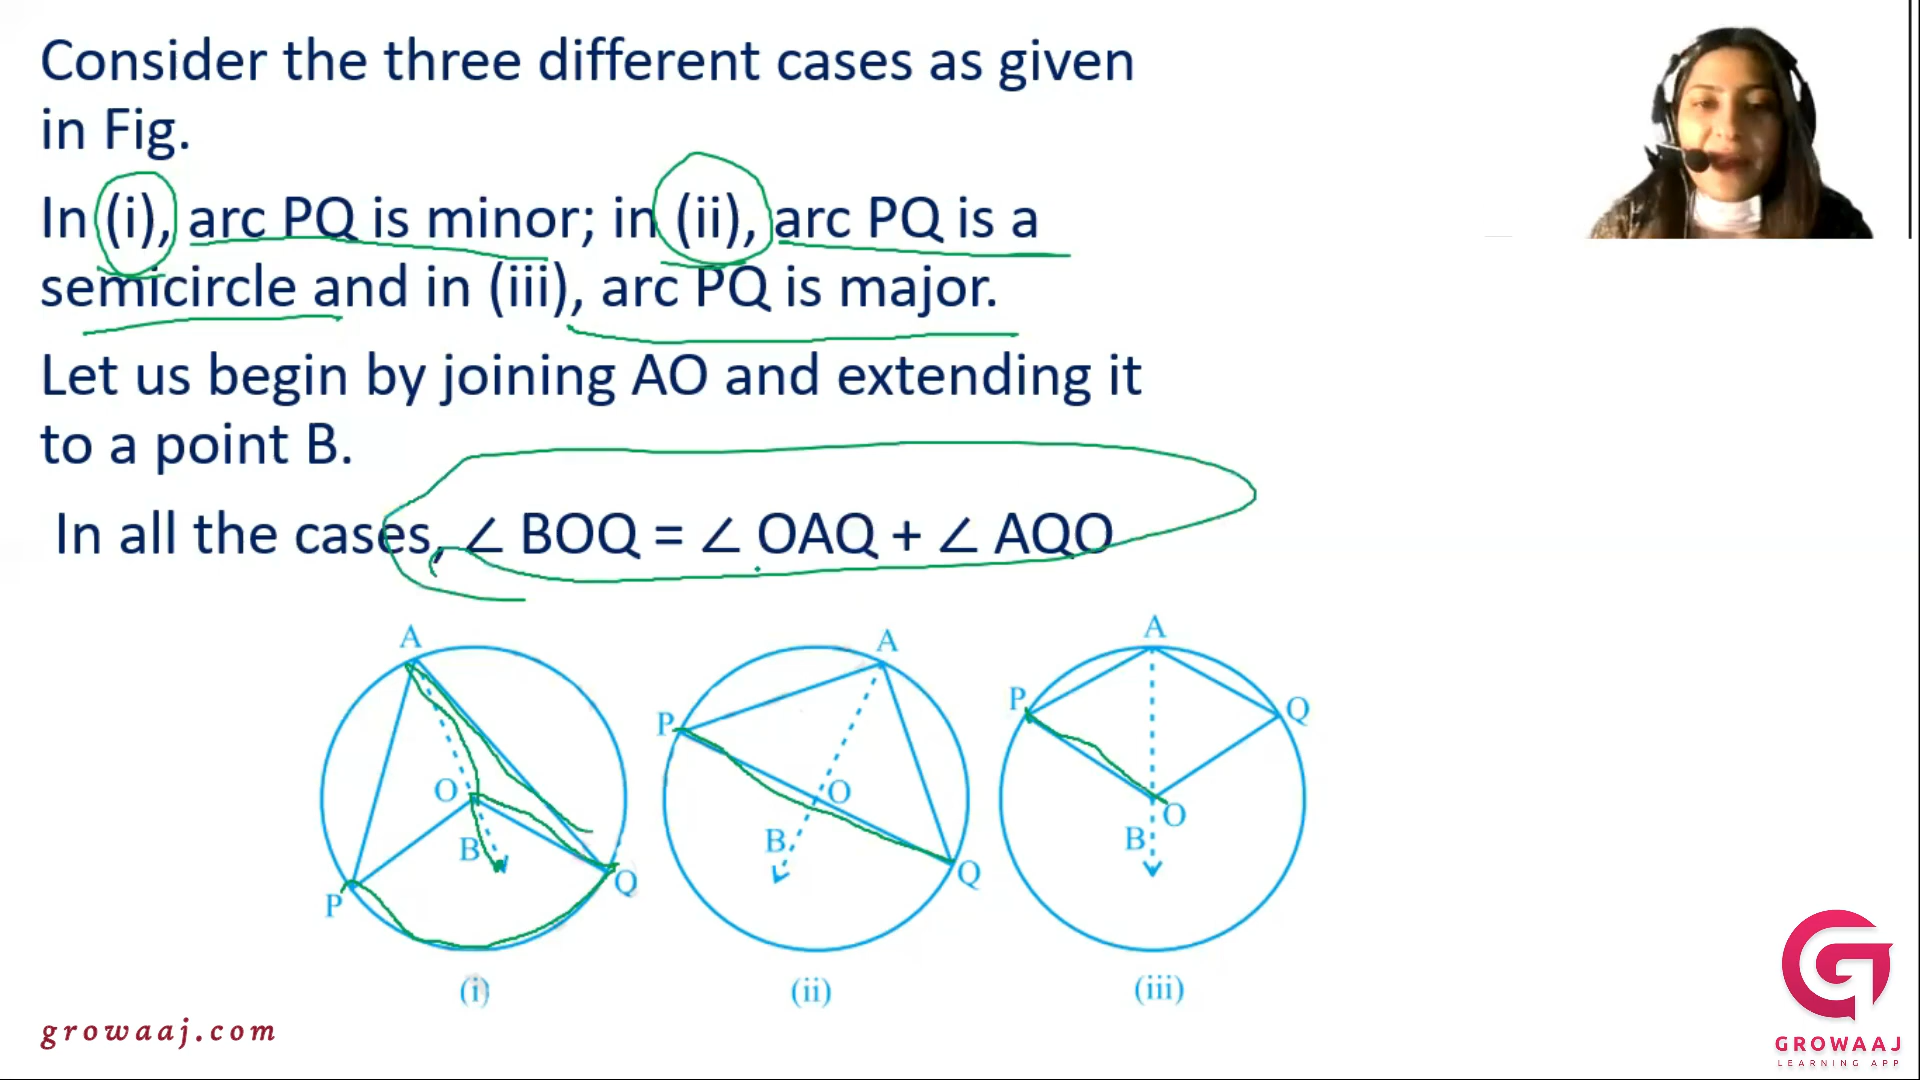 Consider the three different cases as given
in Fig.
In (i), arc PQ is minor; in (ii), arc PQ is a
semicircle and in (iii), arc PQ is major.
Let us begin by joining AO and extending it
to a point B.
In all the cases, ∠ BOQ = ∠ OAQ + ∠ AQO
A
O
B
P
Q
(i)
A
P
O
B
Q
(ii)
A
P
Q
O
B
(iii)
growaaj.com
GROWAAJ
LEARNING APP